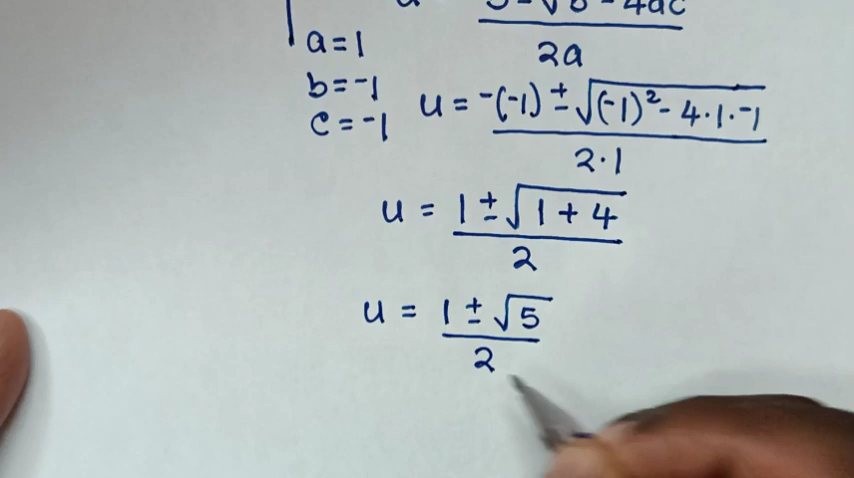 4ac
2a
a = 1
b = -1
c = -1
u = -(-1) ± √(-1)² - 4·1·-1
2·1
u = 1 ± √1 + 4
2
u = 1 ± √5
2